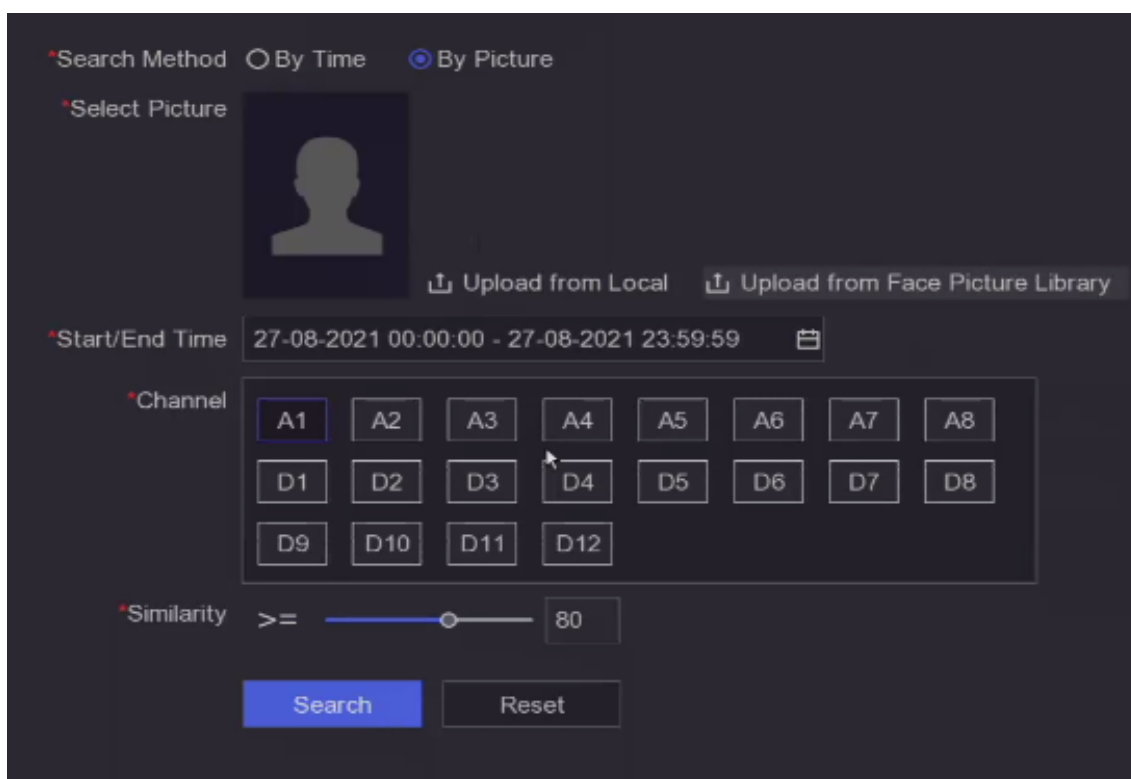 *Search Method By Time By Picture
*Select Picture
Upload from Local Upload from Face Picture Library
*Start/End Time 27-08-2021 00:00:00 - 27-08-2021 23:59:59
*Channel
A1 A2 A3 A4 A5 A6 A7 A8
D1 D2 D3 D4 D5 D6 D7 D8
D9 D10 D11 D12
*Similarity >= 80
Search Reset